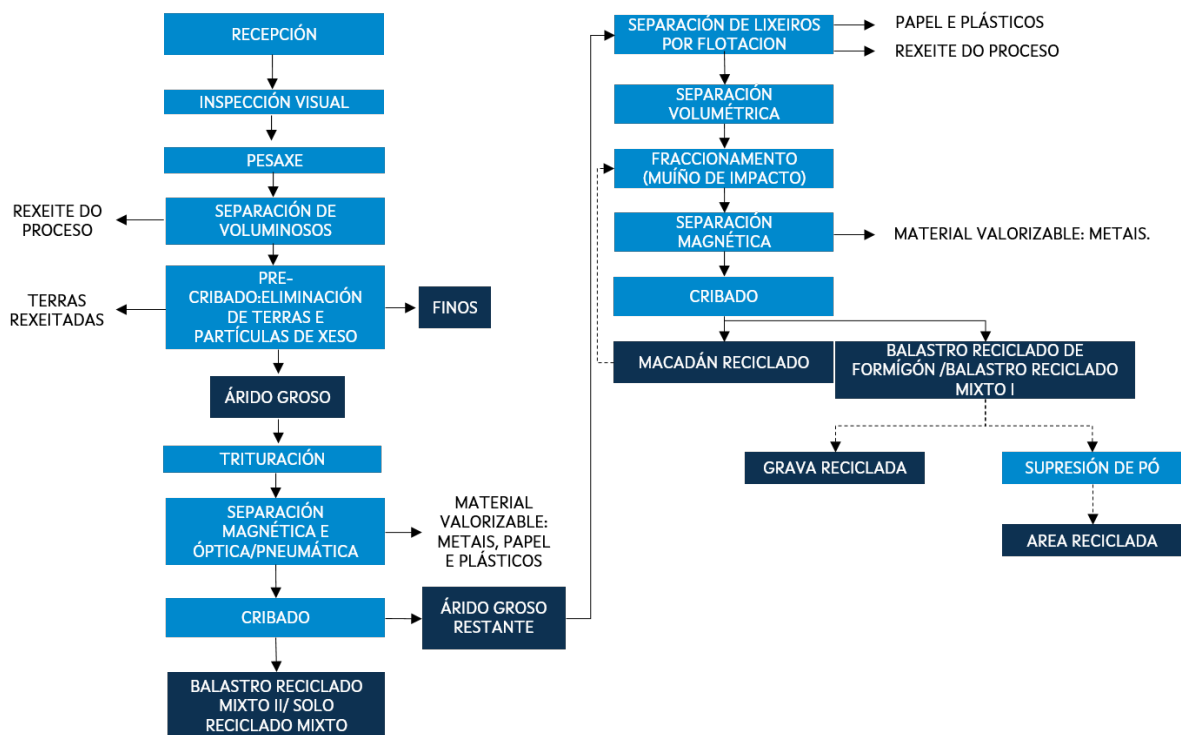 RECEPCIÓN
INSPECCIÓN VISUAL
PESAXE
REXEITE DO
PROCESO
SEPARACIÓN DE
VOLUMINOSOS
TERRAS
REXEITADAS
PRE-
CRIBADO:ELIMINACIÓN
DE TERRAS E
PARTÍCULAS DE XESO
FINOS
ÁRIDO GROSO
TRITURACIÓN
SEPARACIÓN
MAGNÉTICA E
ÓPTICA/PNEUMÁTICA
MATERIAL
VALORIZABLE:
METAIS, PAPEL
E PLÁSTICOS
CRIBADO
ÁRIDO GROSO
RESTANTE
BALASTRO RECICLADO
MIXTO II/ SOLO
RECICLADO MIXTO
SEPARACIÓN DE LIXEIROS
POR FLOTACION
PAPEL E PLÁSTICOS
REXEITE DO PROCESO
SEPARACIÓN
VOLUMÉTRICA
FRACCIONAMENTO
(MUÍÑO DE IMPACTO)
SEPARACIÓN
MAGNÉTICA
MATERIAL VALORIZABLE: METAIS.
CRIBADO
MACADÁN RECICLADO
BALASTRO RECICLADO DE
FORMÍGÓN /BALASTRO RECICLADO
MIXTO I
GRAVA RECICLADA
SUPRESIÓN DE PÓ
AREA RECICLADA